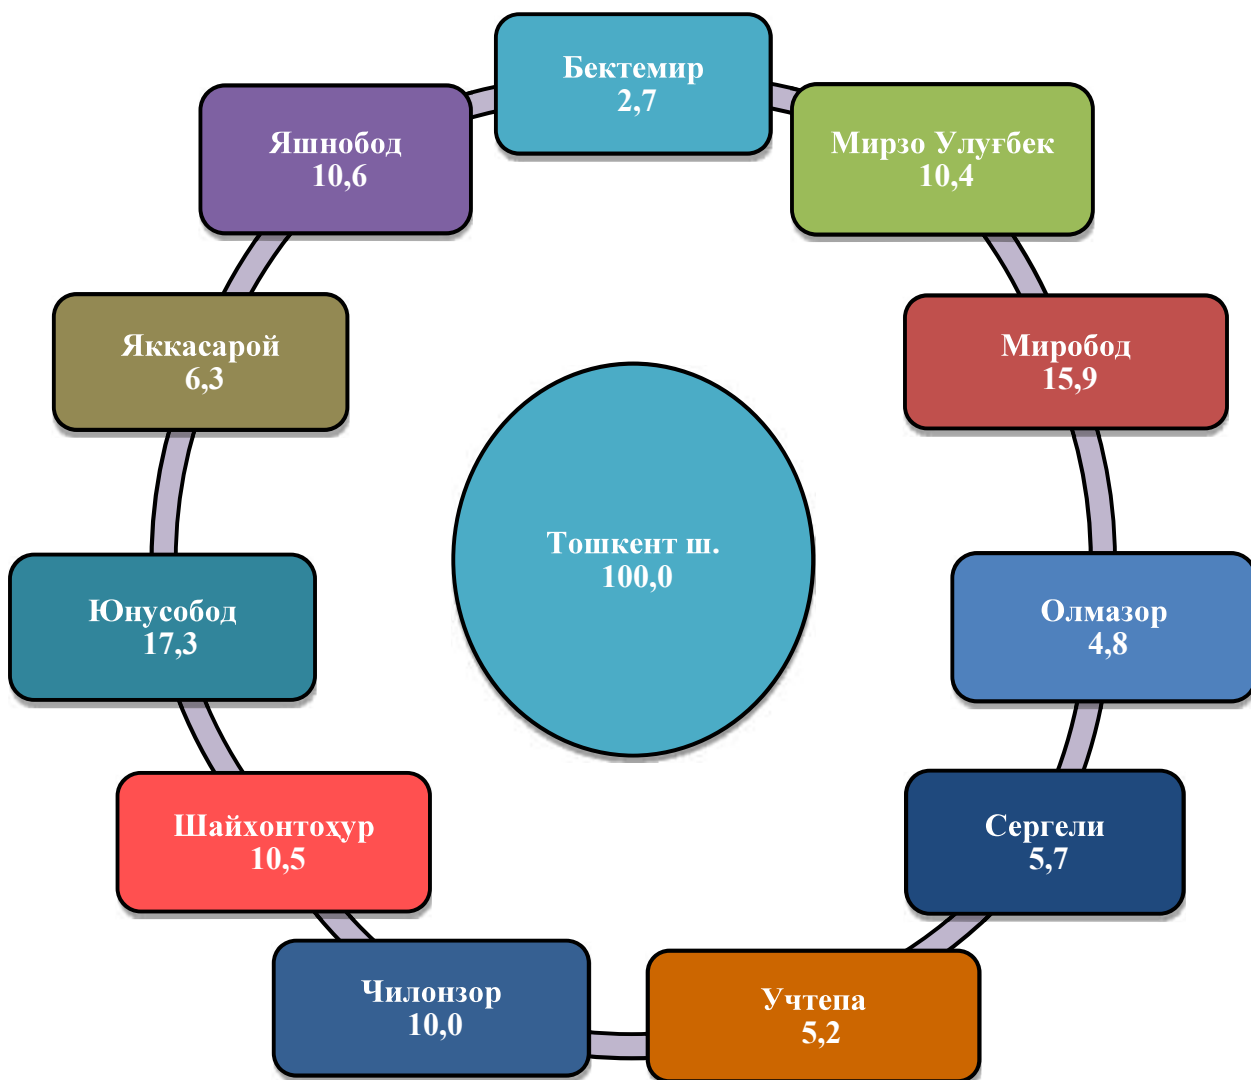 Бектемир
2,7
Мирзо Улуғбек
10,4
Миробод
15,9
Олмазор
4,8
Сергели
5,7
Учтепа
5,2
Чилонзор
10,0
Шайхонтоҳур
10,5
Юнусобод
17,3
Яккасарой
6,3
Яшнобод
10,6
Тошкент ш.
100,0